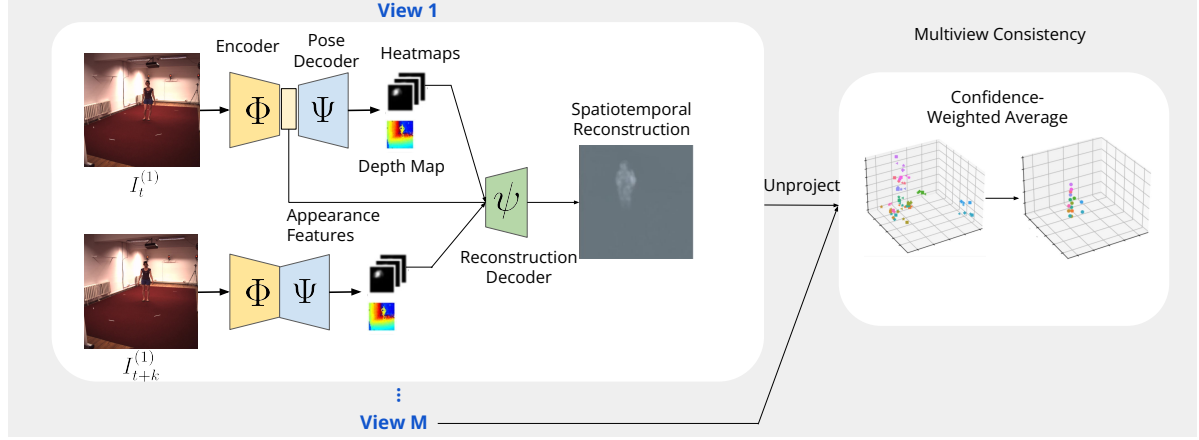 View 1
Multiview Consistency
Encoder
Pose
Decoder
Heatmaps
Φ
Ψ
Depth Map
I_t^{(1)}
Appearance
Features
Spatiotemporal
Reconstruction
ψ
Reconstruction
Decoder
Φ
Ψ
I_{t+k}^{(1)}
Unproject
Confidence-
Weighted Average
⋮
View M